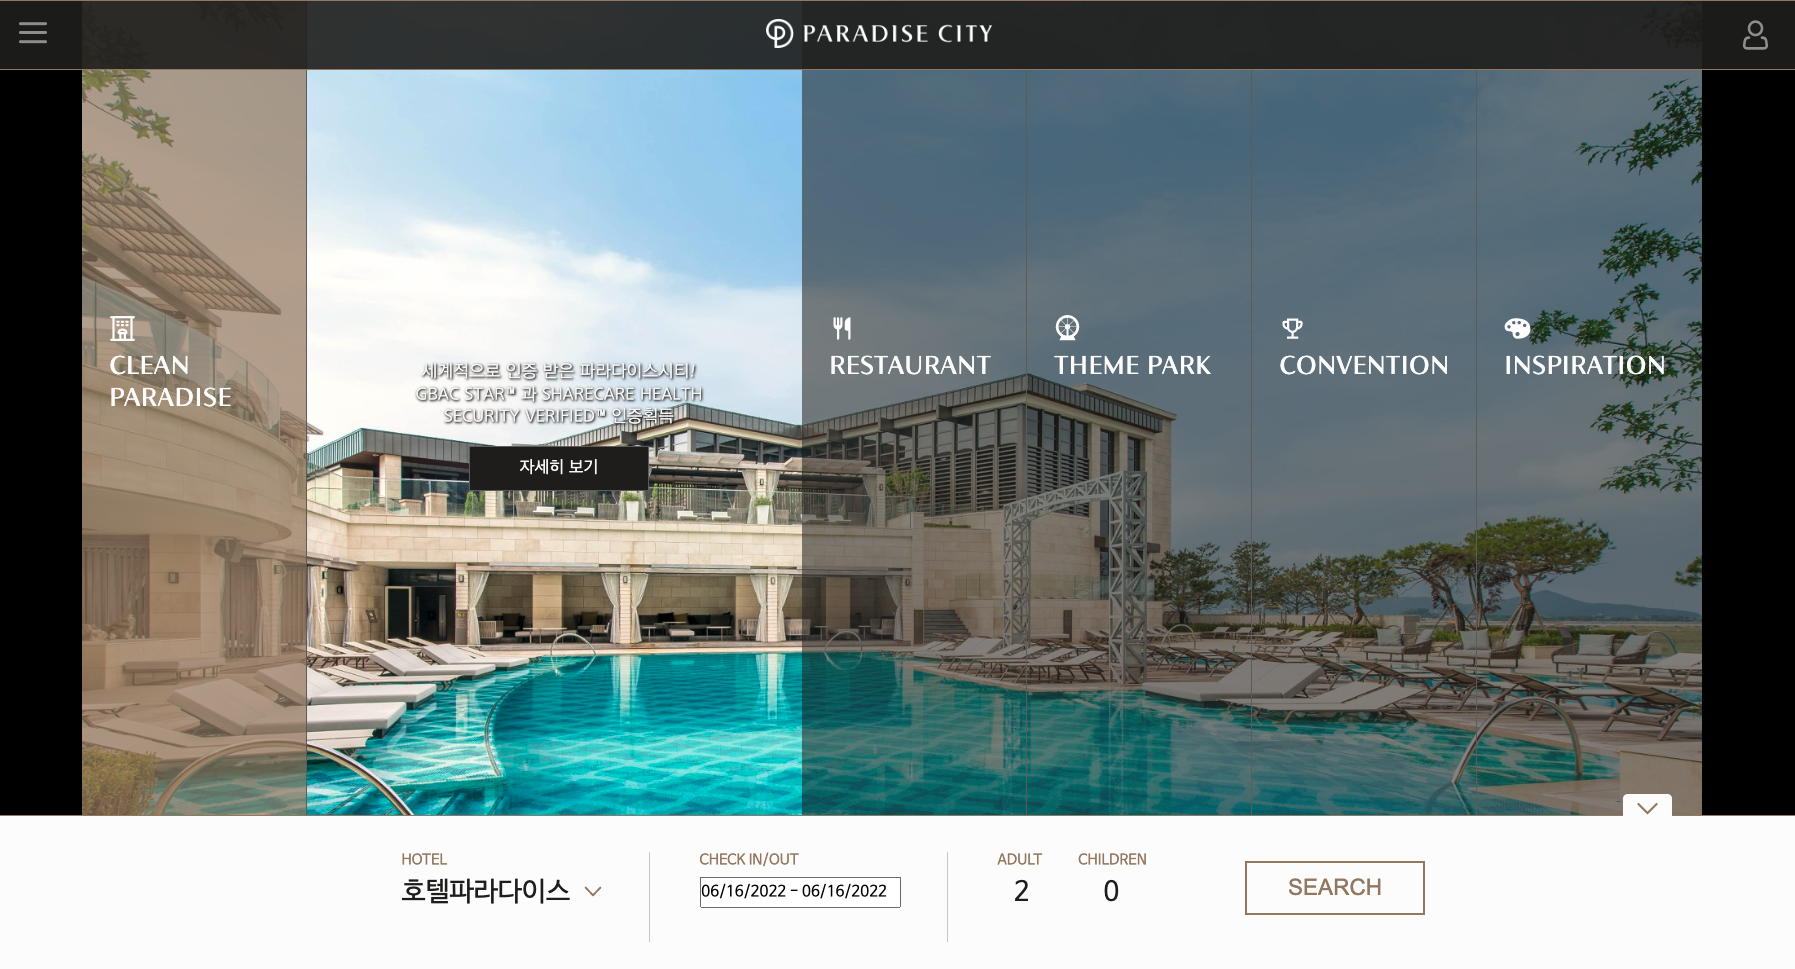 PARADISE CITY
CLEAN
PARADISE
세계적으로 인증 받은 파라다이스시티!
GBAC STAR™ 과 SHARECARE HEALTH
SECURITY VERIFIED™ 인증획득
자세히 보기
RESTAURANT
THEME PARK
CONVENTION
INSPIRATION
HOTEL
호텔파라다이스
CHECK IN/OUT
06/16/2022 - 06/16/2022
ADULT
2
CHILDREN
0
SEARCH